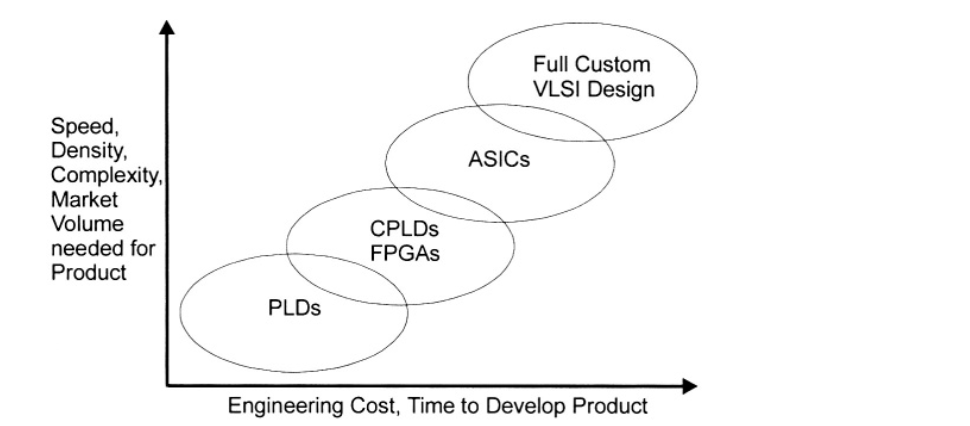 Full Custom
VLSI Design
Speed,
Density,
Complexity,
Market
Volume
needed for
Product
ASICs
CPLDs
FPGAs
PLDs
Engineering Cost, Time to Develop Product